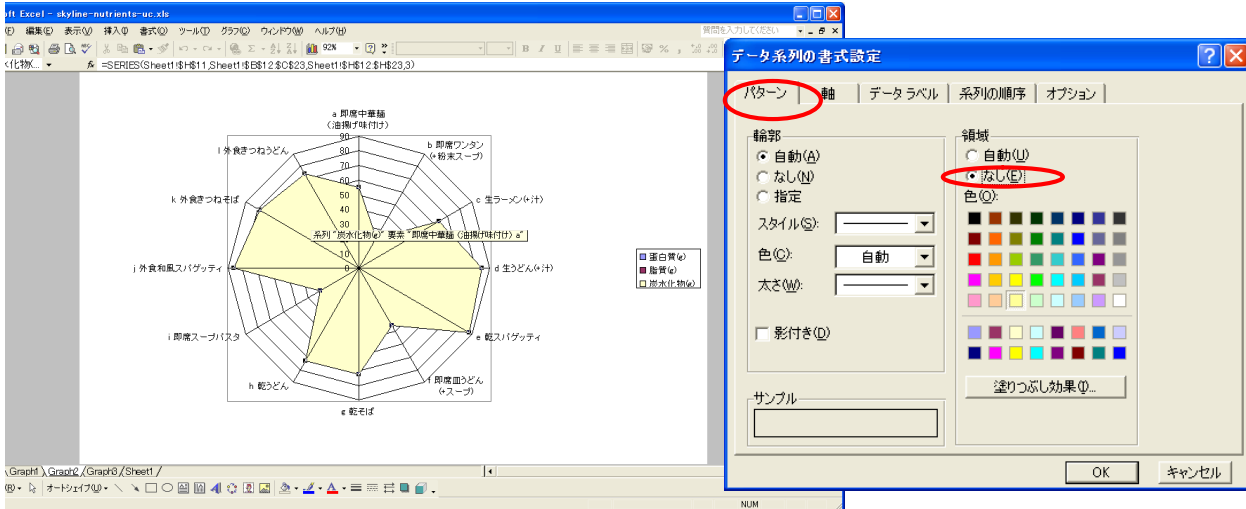 oft Excel - skyline-nutrients-uc.xls
編集(E) 表示(V) 挿入(I) 書式(O) ツール(T) グラフ(C) ウィンドウ(W) ヘルプ(H)
質問を入力してください
92%
=SERIES(Sheet1!$H$11,Sheet1!$B$12:$C$23,Sheet1!$H$12:$H$23,3)
a 即席中華麺
(油揚げ味付け)
b 即席ワンタン
(+粉末スープ)
c 生ラーメン(+汁)
d 生うどん(+汁)
e 乾スパゲッティ
f 即席皿うどん
(+スープ)
g 乾そば
h 乾うどん
i 即席スープパスタ
j 外食和風スパゲッティ
k 外食きつねそば
l 外食きつねうどん
90
80
70
60
50
40
30
10
0
系列 "炭水化物(g)" 要素 "即席中華麺 (油揚げ味付け) a"
蛋白質(g)
脂質(g)
炭水化物(g)
Graph1 Graph2 Graph3 Sheet1
オートシェイプ(U)
NUM
データ系列の書式設定
パターン 軸 データ ラベル 系列の順序 オプション
輪郭
自動(A)
なし(N)
指定
スタイル(S):
色(C): 自動
太さ(W):
影付き(D)
サンプル
領域
自動(U)
なし(E)
色(O):
塗りつぶし効果(I)...
OK キャンセル